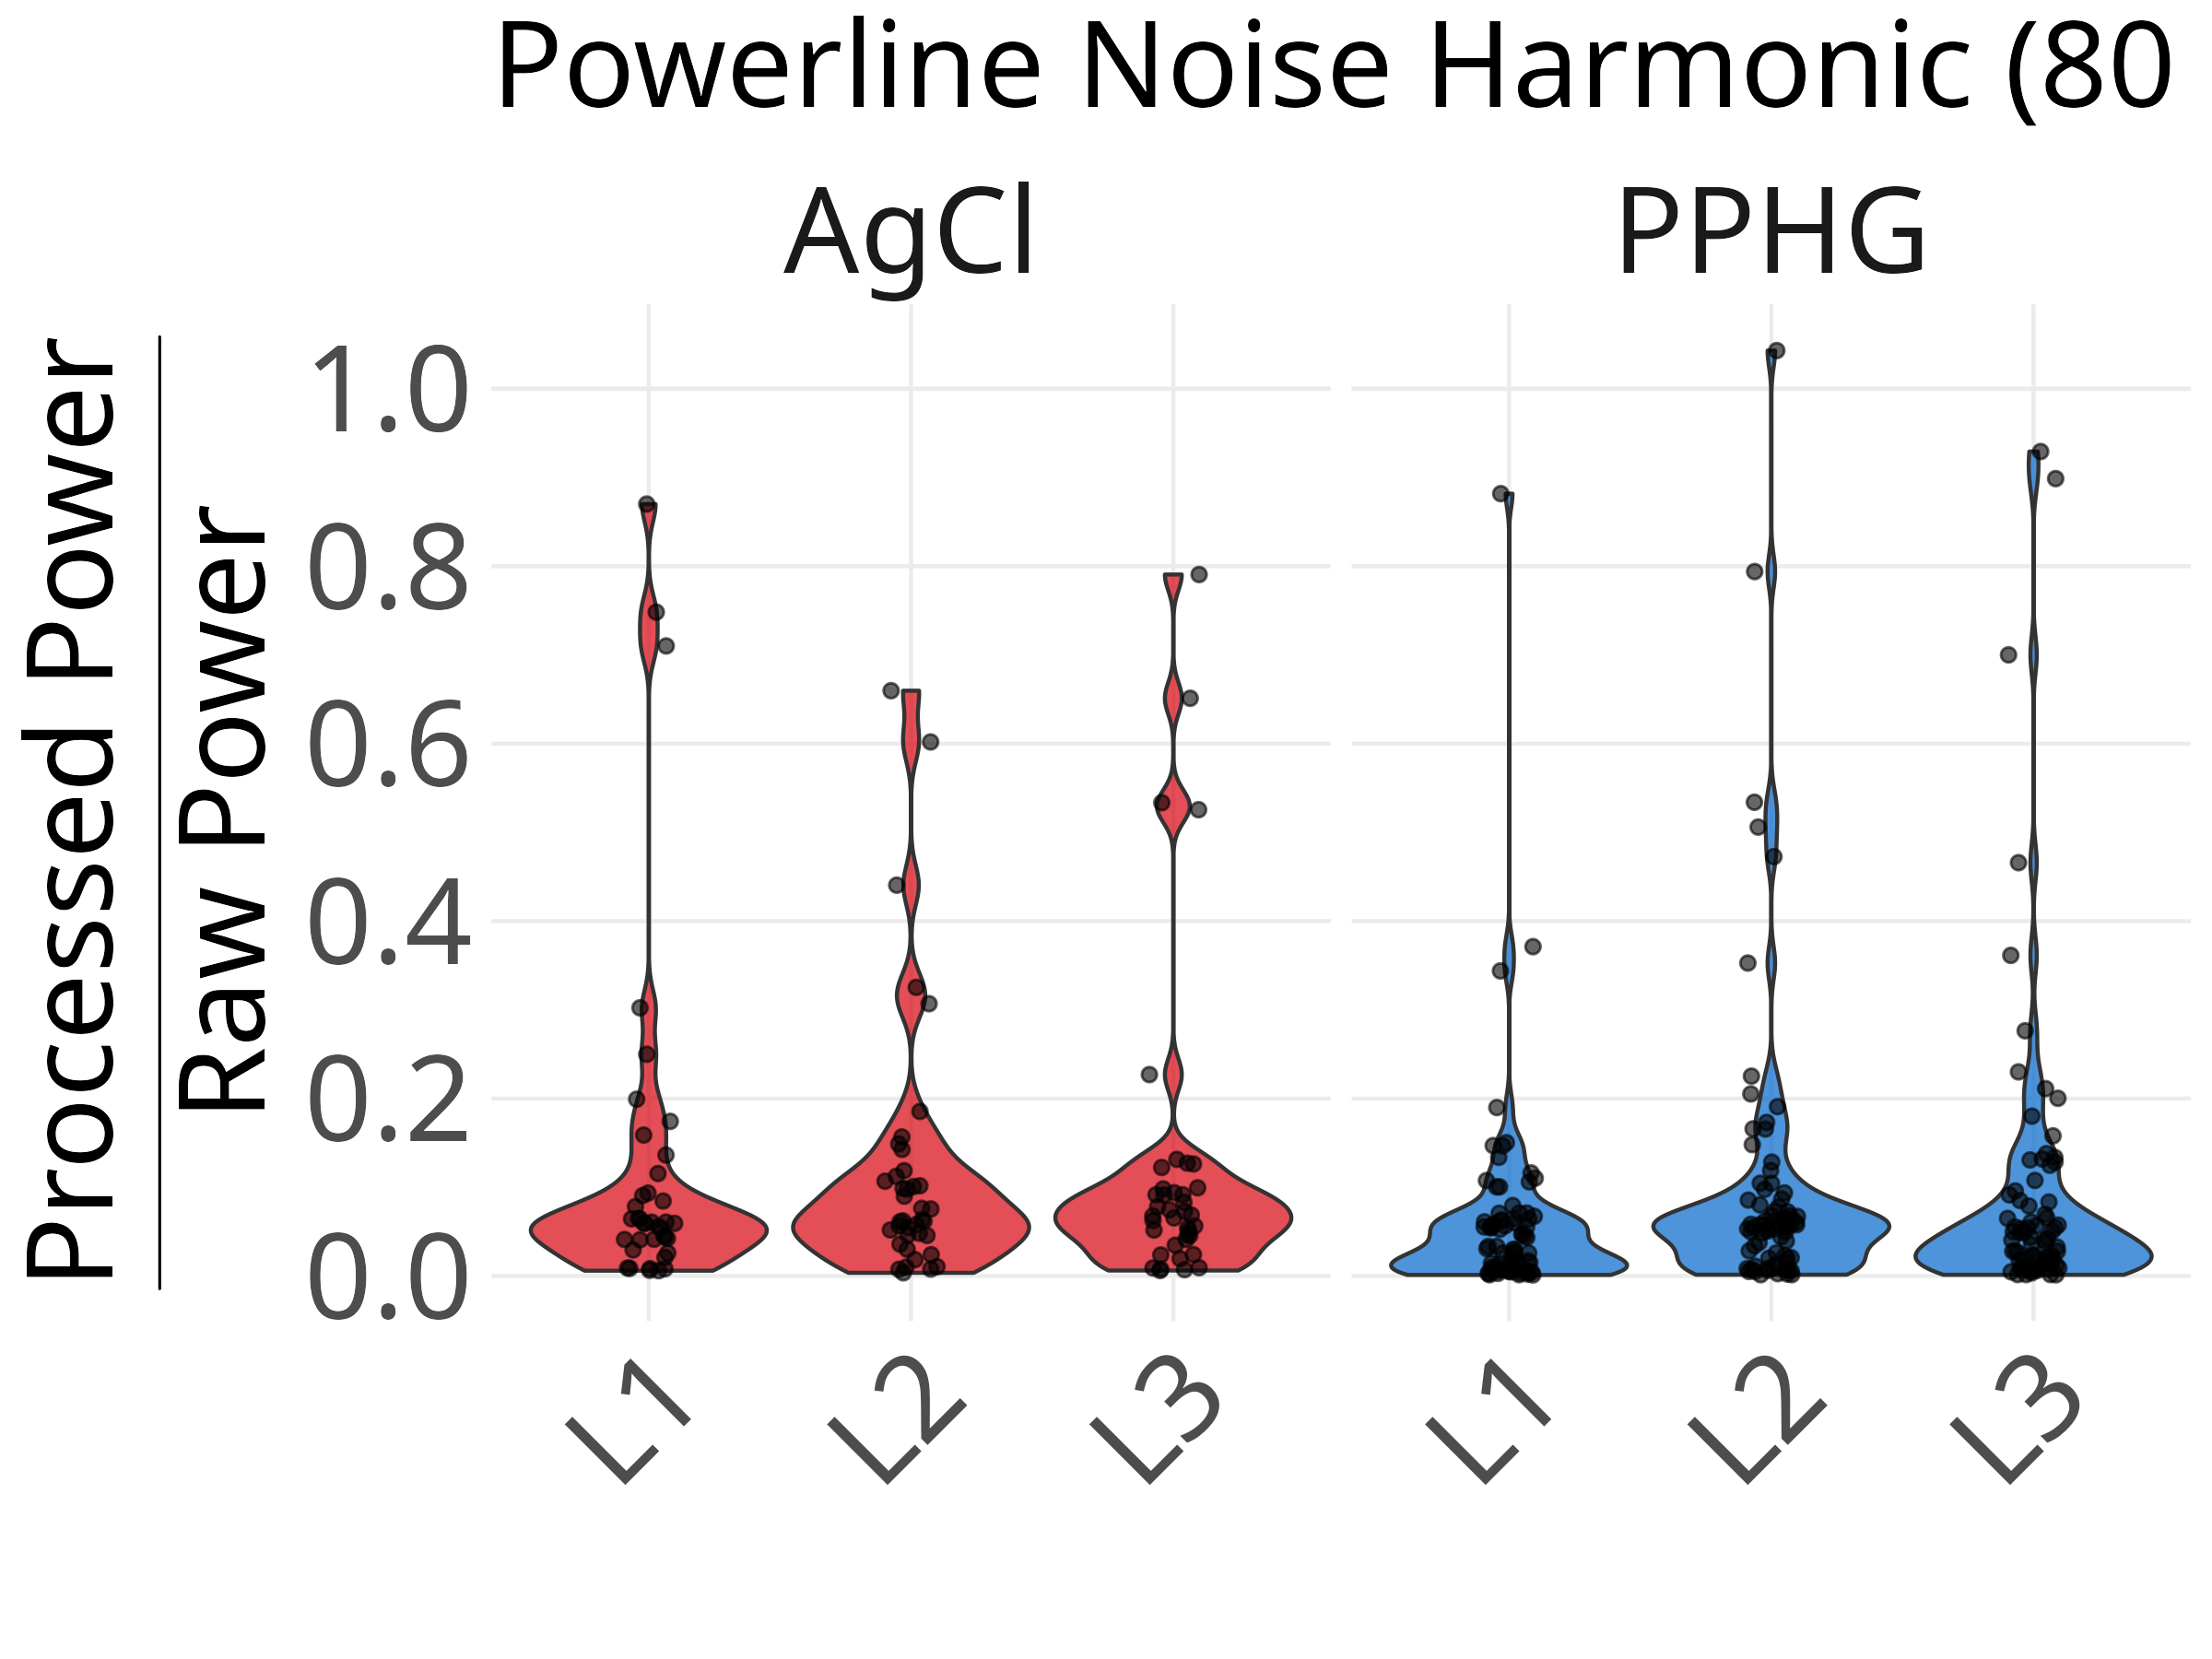 Powerline Noise Harmonic (80
AgCl
PPHG
Processed Power
Raw Power
1.0
0.8
0.6
0.4
0.2
0.0
L1
L2
L3
L1
L2
L3